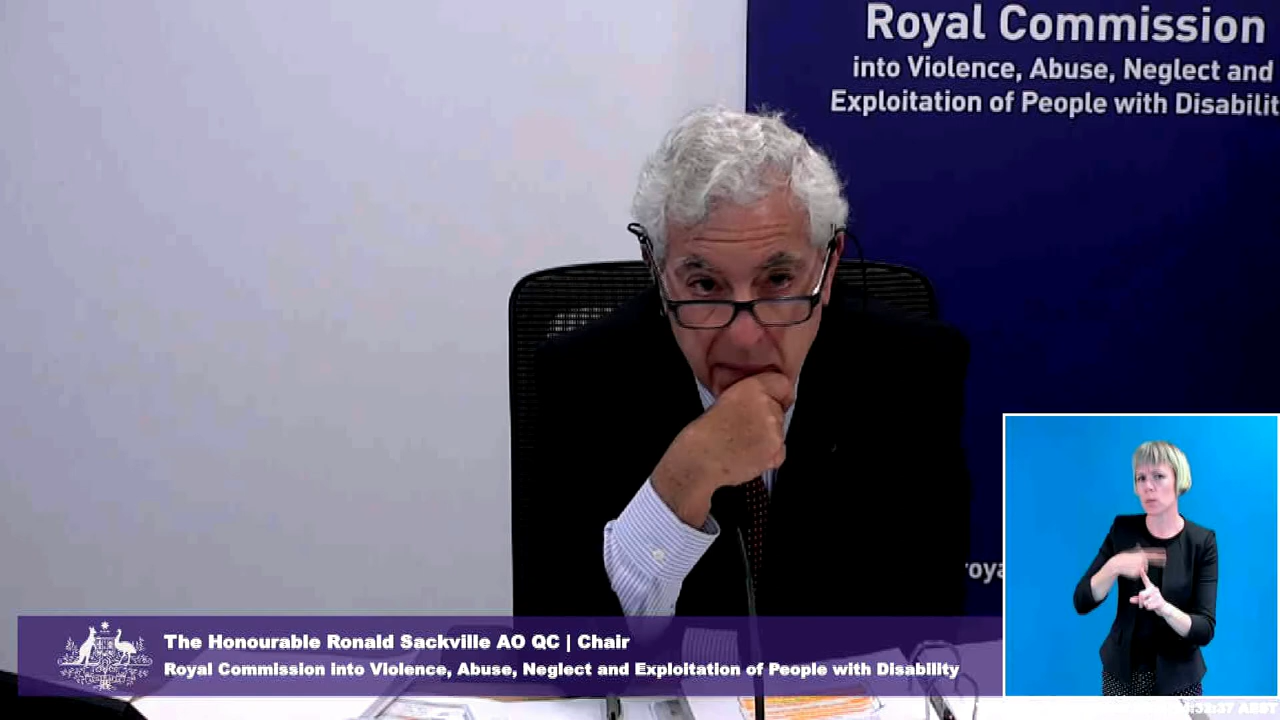 Royal Commission
into Violence, Abuse, Neglect and
Exploitation of People with Disabilit
roya
The Honourable Ronald Sackville AO QC | Chair
Royal Commission into Violence, Abuse, Neglect and Exploitation of People with Disability